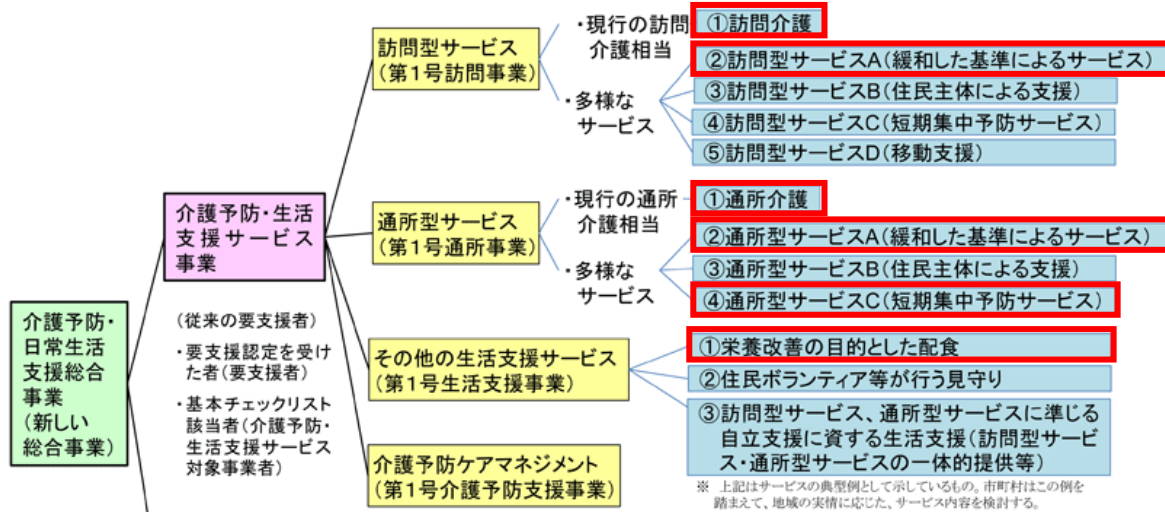 介護予防・
日常生活
支援総合
事業
(新しい
総合事業)
介護予防・生活
支援サービス
事業
(従来の要支援者)
・要支援認定を受け
た者(要支援者)
・基本チェックリスト
該当者(介護予防・
生活支援サービス
対象事業者)
訪問型サービス
(第1号訪問事業)
・現行の訪問
介護相当
①訪問介護
・多様な
サービス
②訪問型サービスA(緩和した基準によるサービス)
③訪問型サービスB(住民主体による支援)
④訪問型サービスC(短期集中予防サービス)
⑤訪問型サービスD(移動支援)
通所型サービス
(第1号通所事業)
・現行の通所
介護相当
①通所介護
・多様な
サービス
②通所型サービスA(緩和した基準によるサービス)
③通所型サービスB(住民主体による支援)
④通所型サービスC(短期集中予防サービス)
その他の生活支援サービス
(第1号生活支援事業)
①栄養改善の目的とした配食
②住民ボランティア等が行う見守り
③訪問型サービス、通所型サービスに準じる
自立支援に資する生活支援(訪問型サービ
ス・通所型サービスの一体的提供等)
介護予防ケアマネジメント
(第1号介護予防支援事業)
※ 上記はサービスの典型例として示しているもの。市町村はこの例を
踏まえて、地域の実情に応じた、サービス内容を検討する。